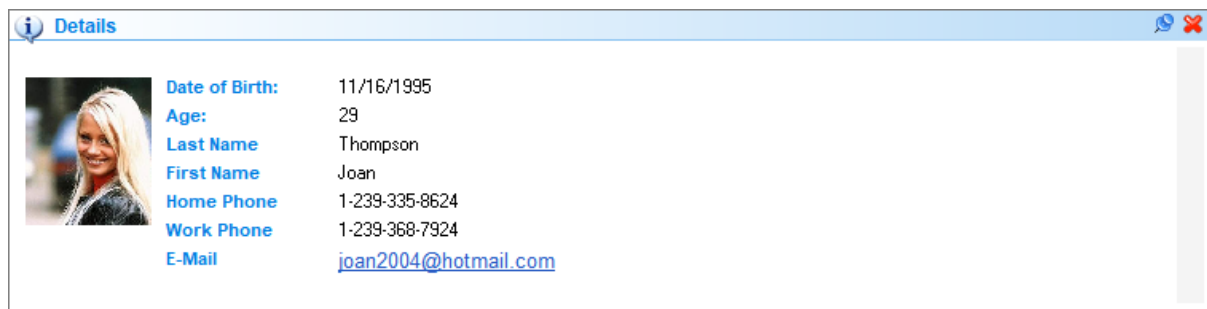 Details
Date of Birth: 11/16/1995
Age: 29
Last Name Thompson
First Name Joan
Home Phone 1-239-335-8624
Work Phone 1-239-368-7924
E-Mail joan2004@hotmail.com